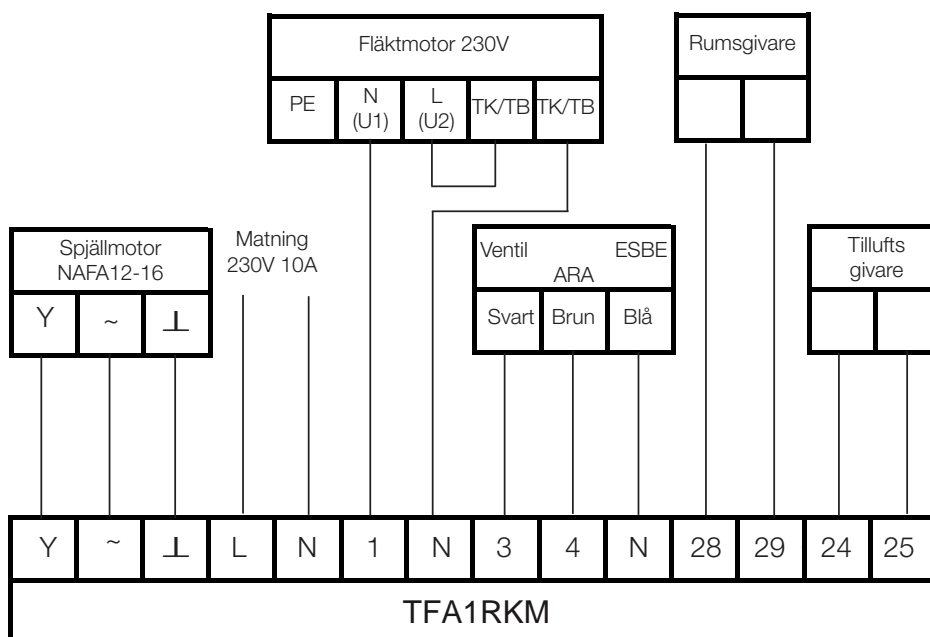 Fläktmotor 230V
PE
N
(U1)
L
(U2)
TK/TB
TK/TB
Rumsgivare
Spjällmotor
NAFA12-16
Y
~
⊥
Matning
230V 10A
Ventil ESBE
ARA
Svart
Brun
Blå
Tillufts
givare
Y ~ ⊥ L N 1 N 3 4 N 28 29 24 25
TFA1RKM